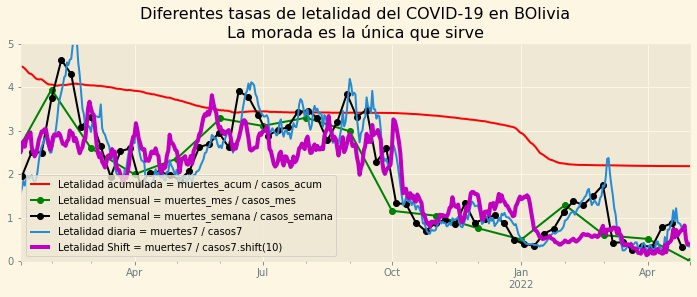 Diferentes tasas de letalidad del COVID-19 en BOlivia
La morada es la única que sirve
5
4
3
2
1
0
Letalidad acumulada = muertes_acum / casos_acum
Letalidad mensual = muertes_mes / casos_mes
Letalidad semanal = muertes_semana / casos_semana
Letalidad diaria = muertes7 / casos7
Letalidad Shift = muertes7 / casos7.shift(10)
Apr Jul Oct Jan Apr
2022